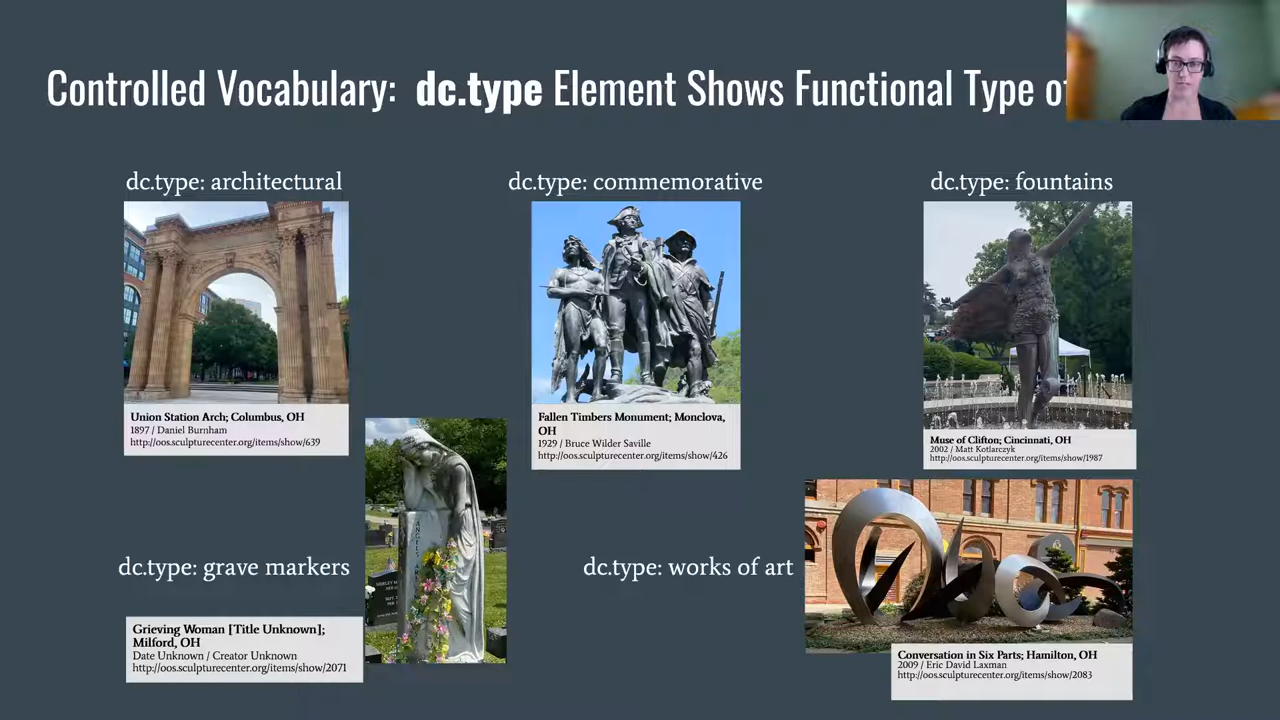 Controlled Vocabulary: dc.type Element Shows Functional Type of
dc.type: architectural
Union Station Arch; Columbus, OH
1897 / Daniel Burnham
http://oos.sculpturecenter.org/items/show/639
dc.type: commemorative
Fallen Timbers Monument; Monclova,
OH
1929 / Bruce Wilder Saville
http://oos.sculpturecenter.org/items/show/426
dc.type: fountains
Muse of Clifton; Cincinnati, OH
2002 / Matt Kotlarczyk
http://oos.sculpturecenter.org/items/show/1987
dc.type: grave markers
Grieving Woman [Title Unknown];
Milford, OH
Date Unknown / Creator Unknown
http://oos.sculpturecenter.org/items/show/2071
dc.type: works of art
Conversation in Six Parts; Hamilton, OH
2009 / Eric David Laxman
http://oos.sculpturecenter.org/items/show/2083